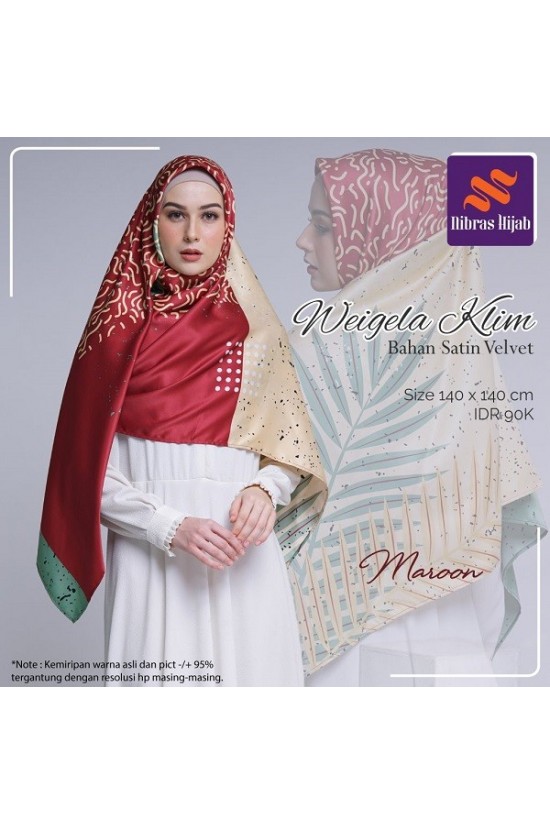 Nibras Hijab
Weigela Klim
Bahan Satin Velvet
Size 140 x 140 cm
IDR 90K
Maroon
*Note : Kemiripan warna asli dan pict -/+ 95%
tergantung dengan resolusi hp masing-masing.